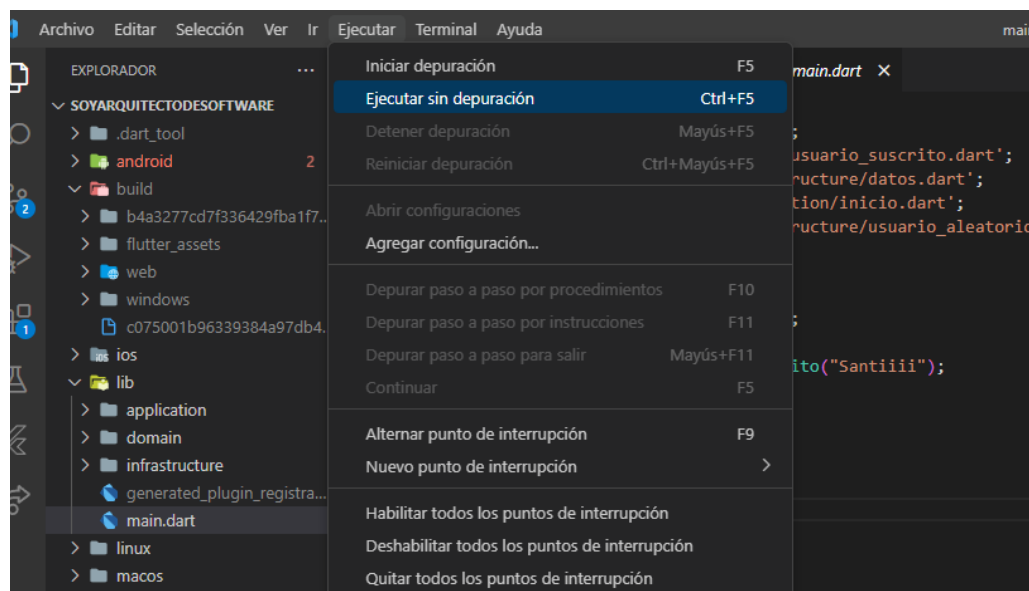 Archivo Editar Selección Ver Ir Ejecutar Terminal Ayuda
EXPLORADOR ...
SOYARQUITECTODESOFTWARE
.dart_tool
android 2
build
b4a3277cd7f336429fba1f7..
flutter_assets
web
windows
c075001b96339384a97db4.
ios
lib
application
domain
infrastructure
generated_plugin_registra...
main.dart
linux
macos
2
1
Iniciar depuración F5
Ejecutar sin depuración Ctrl+F5
Detener depuración Mayús+F5
Reiniciar depuración Ctrl+Mayús+F5
Abrir configuraciones
Agregar configuración...
Depurar paso a paso por procedimientos F10
Depurar paso a paso por instrucciones F11
Depurar paso a paso para salir Mayús+F11
Continuar F5
Alternar punto de interrupción F9
Nuevo punto de interrupción
Habilitar todos los puntos de interrupción
Deshabilitar todos los puntos de interrupción
Quitar todos los puntos de interrupción
main.dart
;
usuario_suscrito.dart';
ructure/datos.dart';
tion/inicio.dart';
ructure/usuario_aleatorio
;
ito("Santiiii");